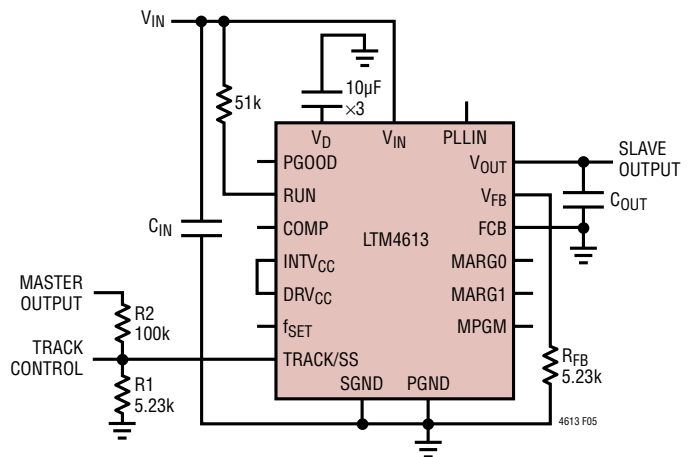 VIN
51k
10µF
×3
VD
VIN
PLLIN
PGOOD
VOUT
SLAVE
OUTPUT
RUN
VFB
COUT
CIN
COMP
LTM4613
FCB
INTVCC
MARG0
MASTER
OUTPUT
DRVCC
MARG1
R2
100k
fSET
MPGM
TRACK
CONTROL
TRACK/SS
RFB
5.23k
R1
5.23k
SGND
PGND
4613 F05